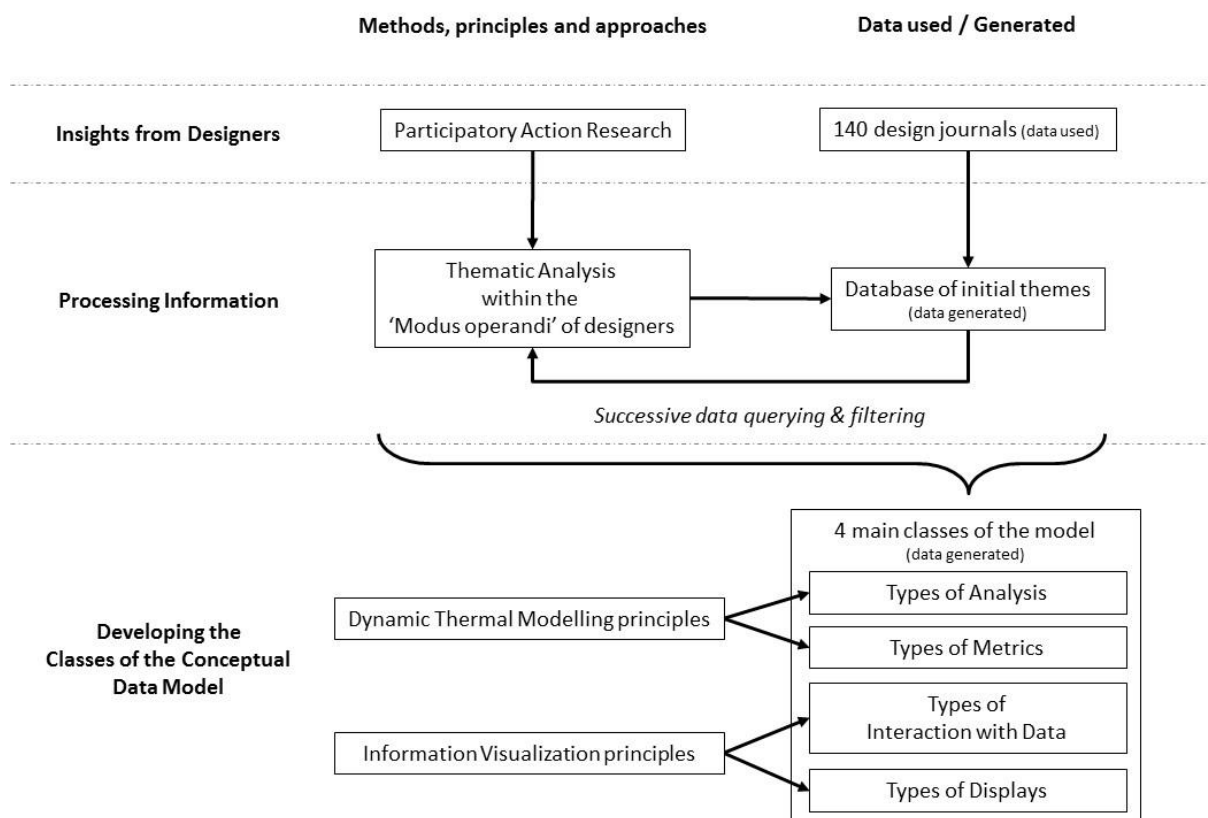 Methods, principles and approaches
Data used / Generated
Insights from Designers
Participatory Action Research
140 design journals (data used)
Processing Information
Thematic Analysis
within the
‘Modus operandi’ of designers
Database of initial themes
(data generated)
Successive data querying & filtering
Developing the
Classes of the Conceptual
Data Model
4 main classes of the model
(data generated)
Dynamic Thermal Modelling principles
Types of Analysis
Types of Metrics
Information Visualization principles
Types of
Interaction with Data
Types of Displays